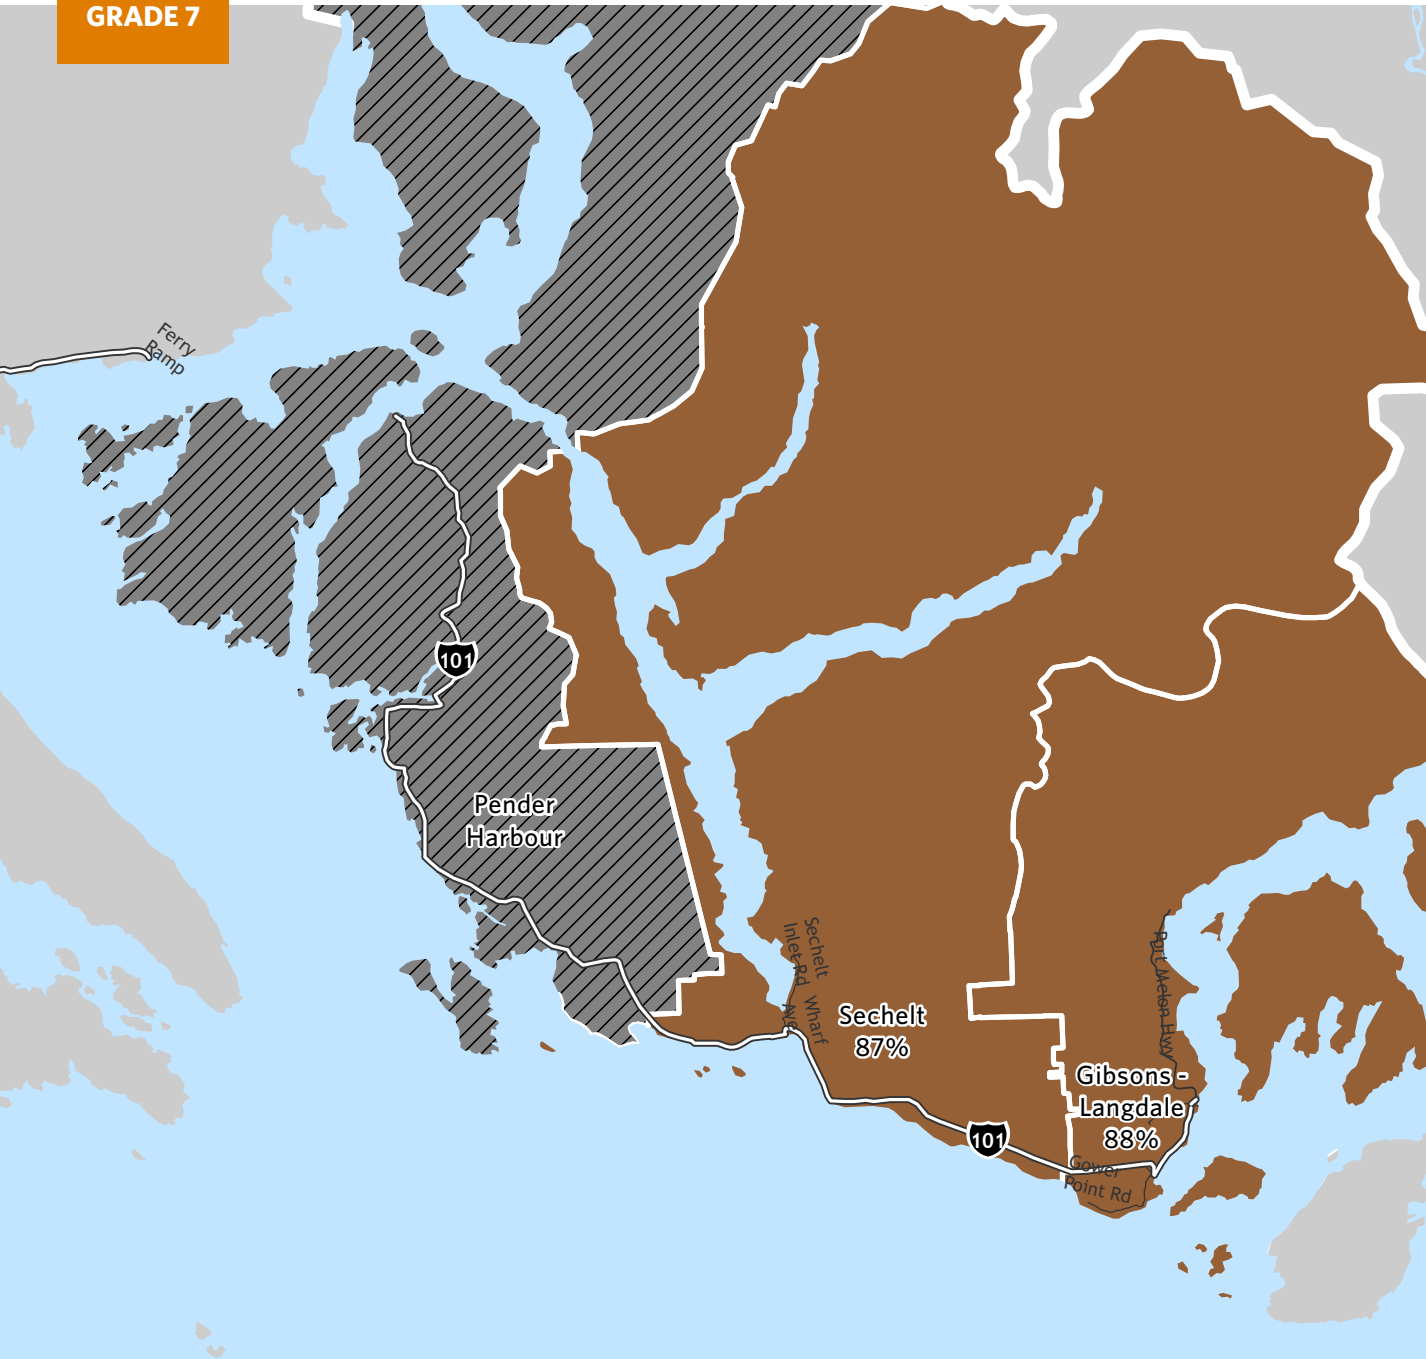 GRADE 7
Ferry
Ramp
101
Pender
Harbour
Sechelt
Inlet Rd
Wharf
Ave
Sechelt
87%
Port Melon Hwy
Gibsons -
Langdale
88%
101
Gower
Point Rd